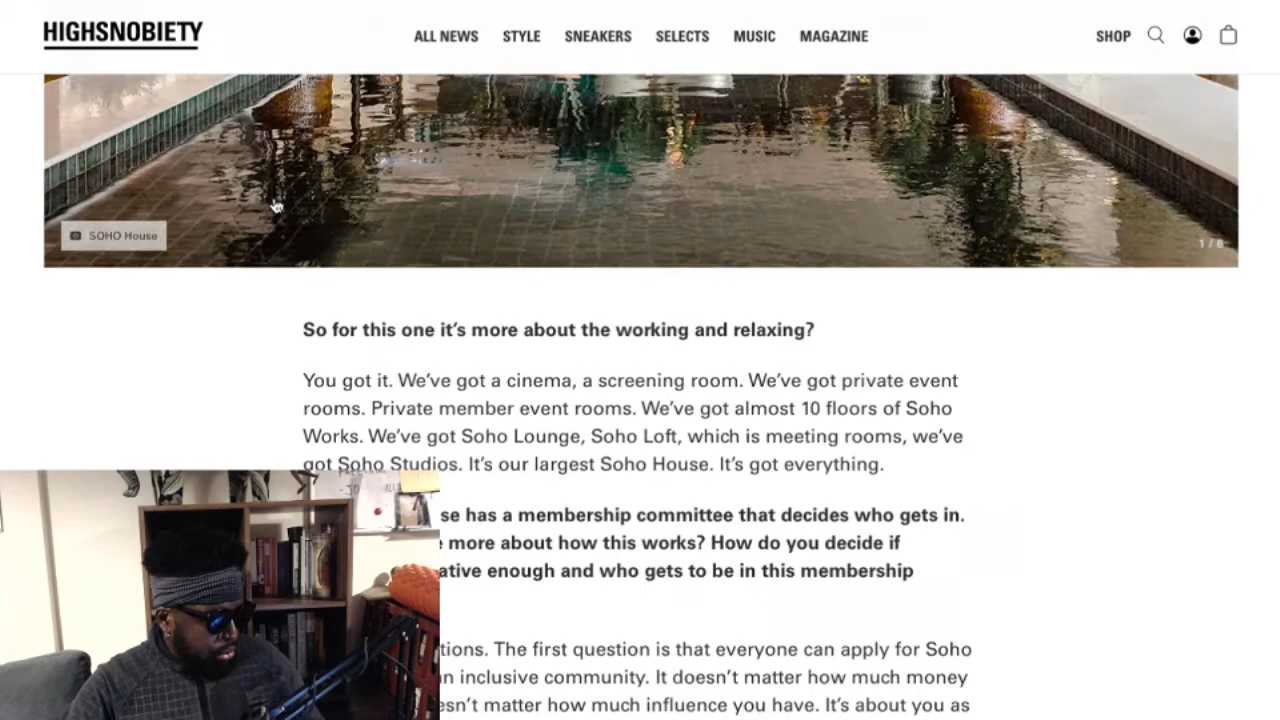 HIGHSNOBIETY
ALL NEWS STYLE SNEAKERS SELECTS MUSIC MAGAZINE
SHOP
SOHO House
1 / 6
So for this one it’s more about the working and relaxing?
You got it. We’ve got a cinema, a screening room. We’ve got private event
rooms. Private member event rooms. We’ve got almost 10 floors of Soho
Works. We’ve got Soho Lounge, Soho Loft, which is meeting rooms, we’ve
got Soho Studios. It’s our largest Soho House. It’s got everything.
se has a membership committee that decides who gets in.
more about how this works? How do you decide if
ative enough and who gets to be in this membership
tions. The first question is that everyone can apply for Soho
n inclusive community. It doesn’t matter how much money
esn’t matter how much influence you have. It’s about you as